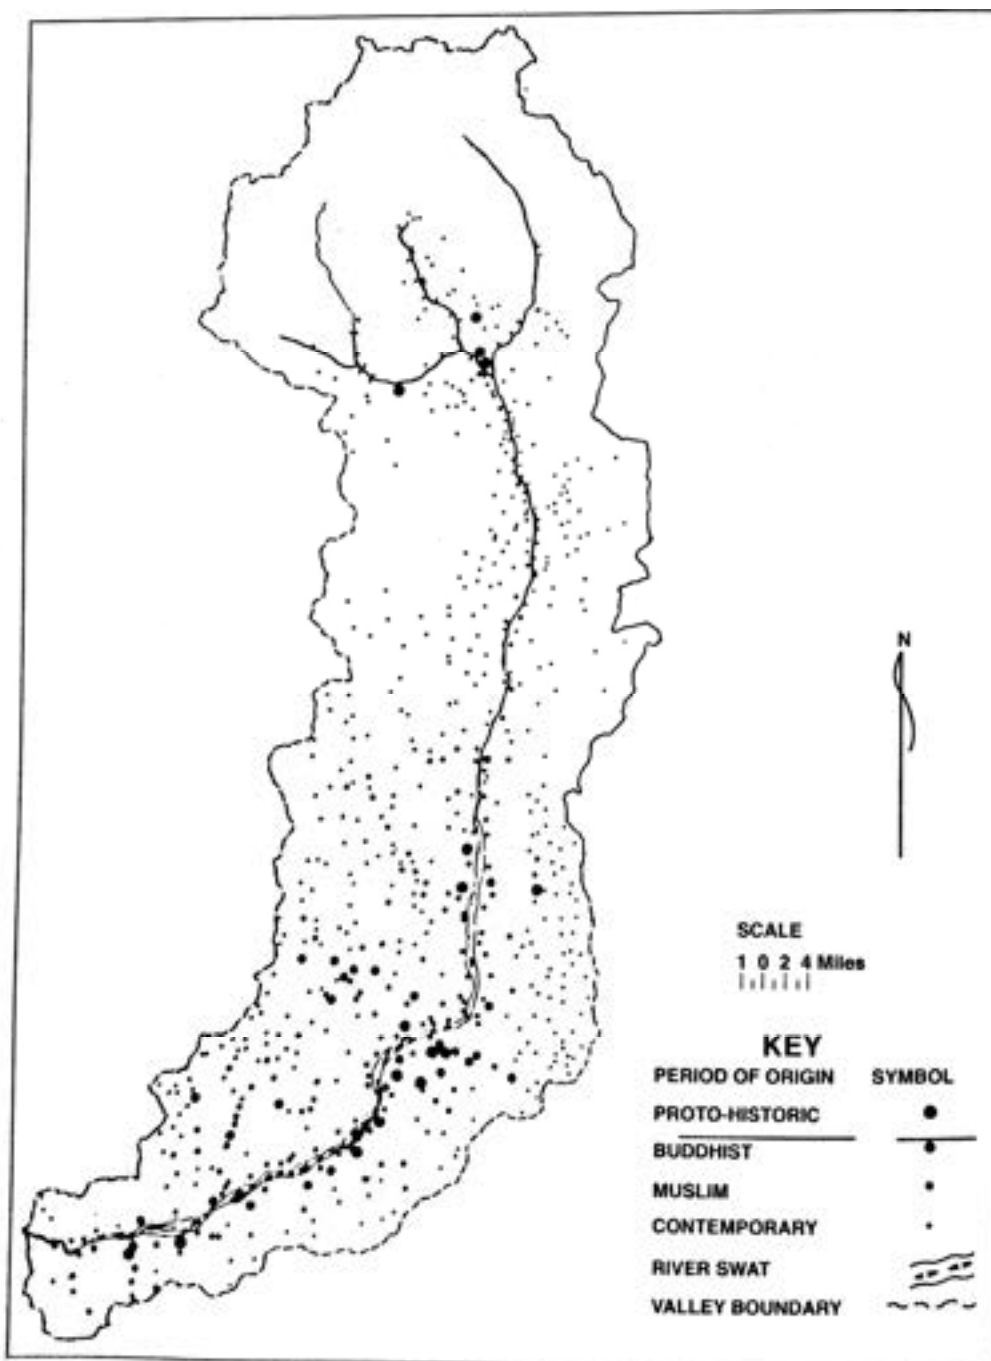 N
SCALE
1 0 2 4 Miles
KEY
PERIOD OF ORIGIN SYMBOL
PROTO-HISTORIC
BUDDHIST
MUSLIM
CONTEMPORARY
RIVER SWAT
VALLEY BOUNDARY